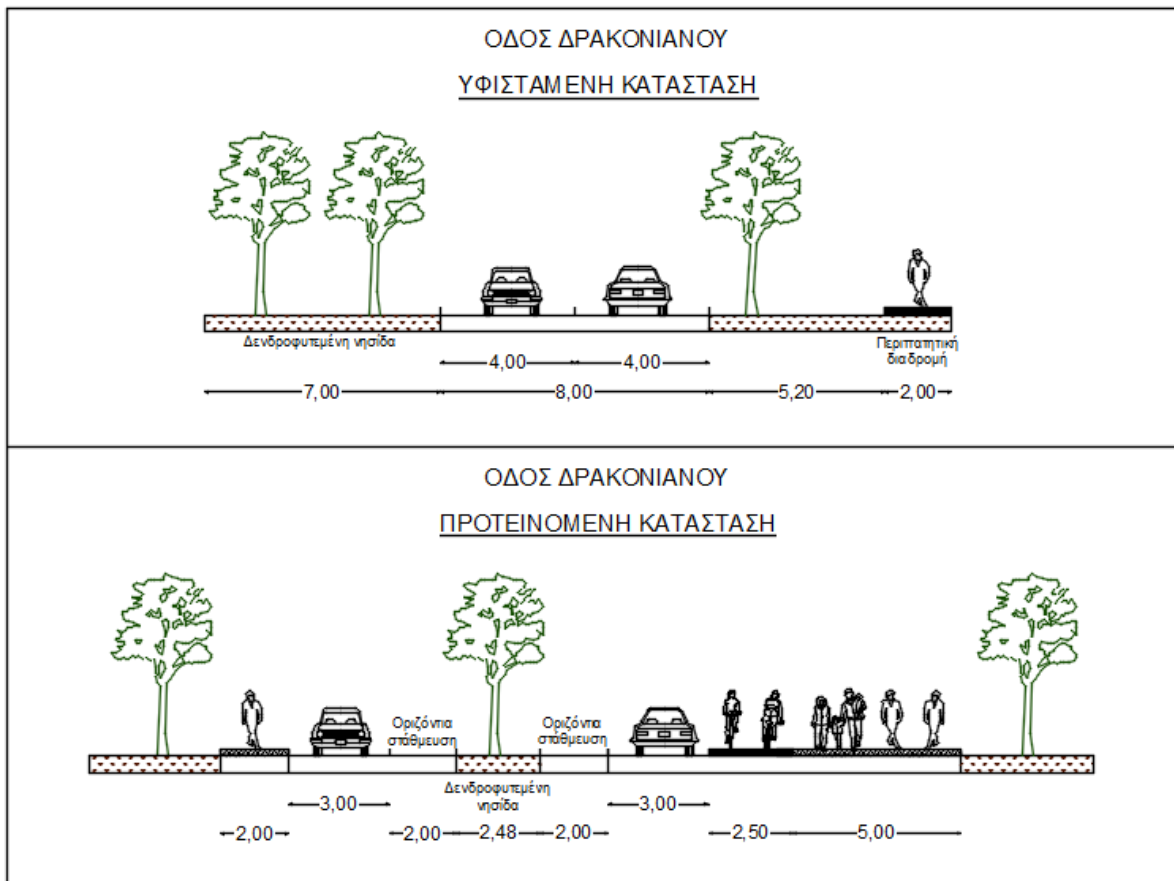 ΟΔΟΣ ΔΡΑΚΟΝΙΑΝΟΥ
ΥΦΙΣΤΑΜΕΝΗ ΚΑΤΑΣΤΑΣΗ
Δενδροφυτεμένη νησίδα
Περιπατητική
διαδρομή
4,00 4,00
7,00 8,00 5,20 2,00
ΟΔΟΣ ΔΡΑΚΟΝΙΑΝΟΥ
ΠΡΟΤΕΙΝΟΜΕΝΗ ΚΑΤΑΣΤΑΣΗ
Οριζόντια
στάθμευση
Οριζόντια
στάθμευση
Δενδροφυτεμένη
νησίδα
3,00 3,00
2,00 2,00 2,48 2,00 2,50 5,00